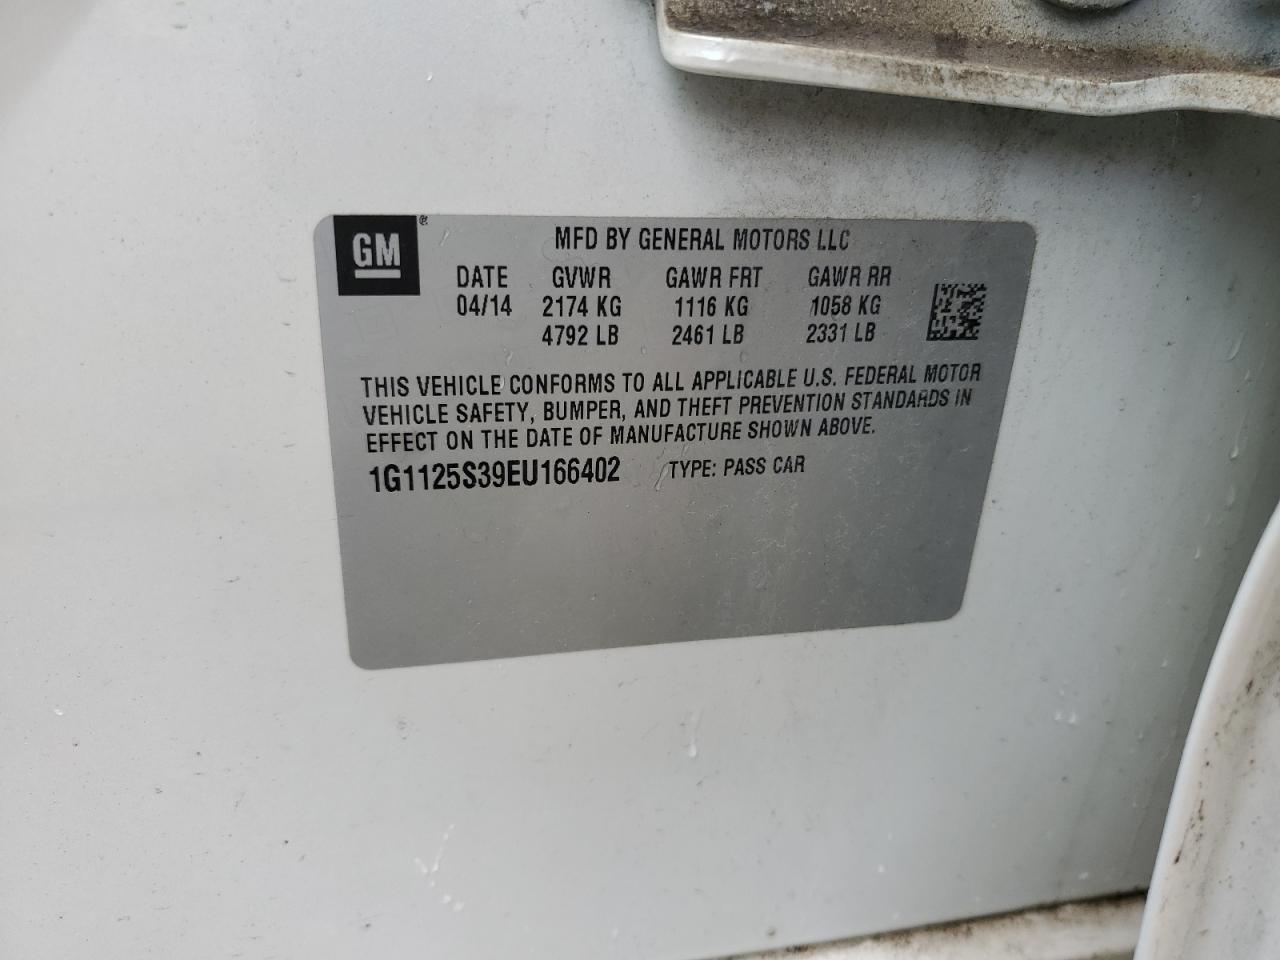 GM ®
MFD BY GENERAL MOTORS LLC
DATE GVWR GAWR FRT GAWR RR
04/14 2174 KG 1116 KG 1058 KG
4792 LB 2461 LB 2331 LB
THIS VEHICLE CONFORMS TO ALL APPLICABLE U.S. FEDERAL MOTOR
VEHICLE SAFETY, BUMPER, AND THEFT PREVENTION STANDARDS IN
EFFECT ON THE DATE OF MANUFACTURE SHOWN ABOVE.
1G1125S39EU166402 TYPE: PASS CAR